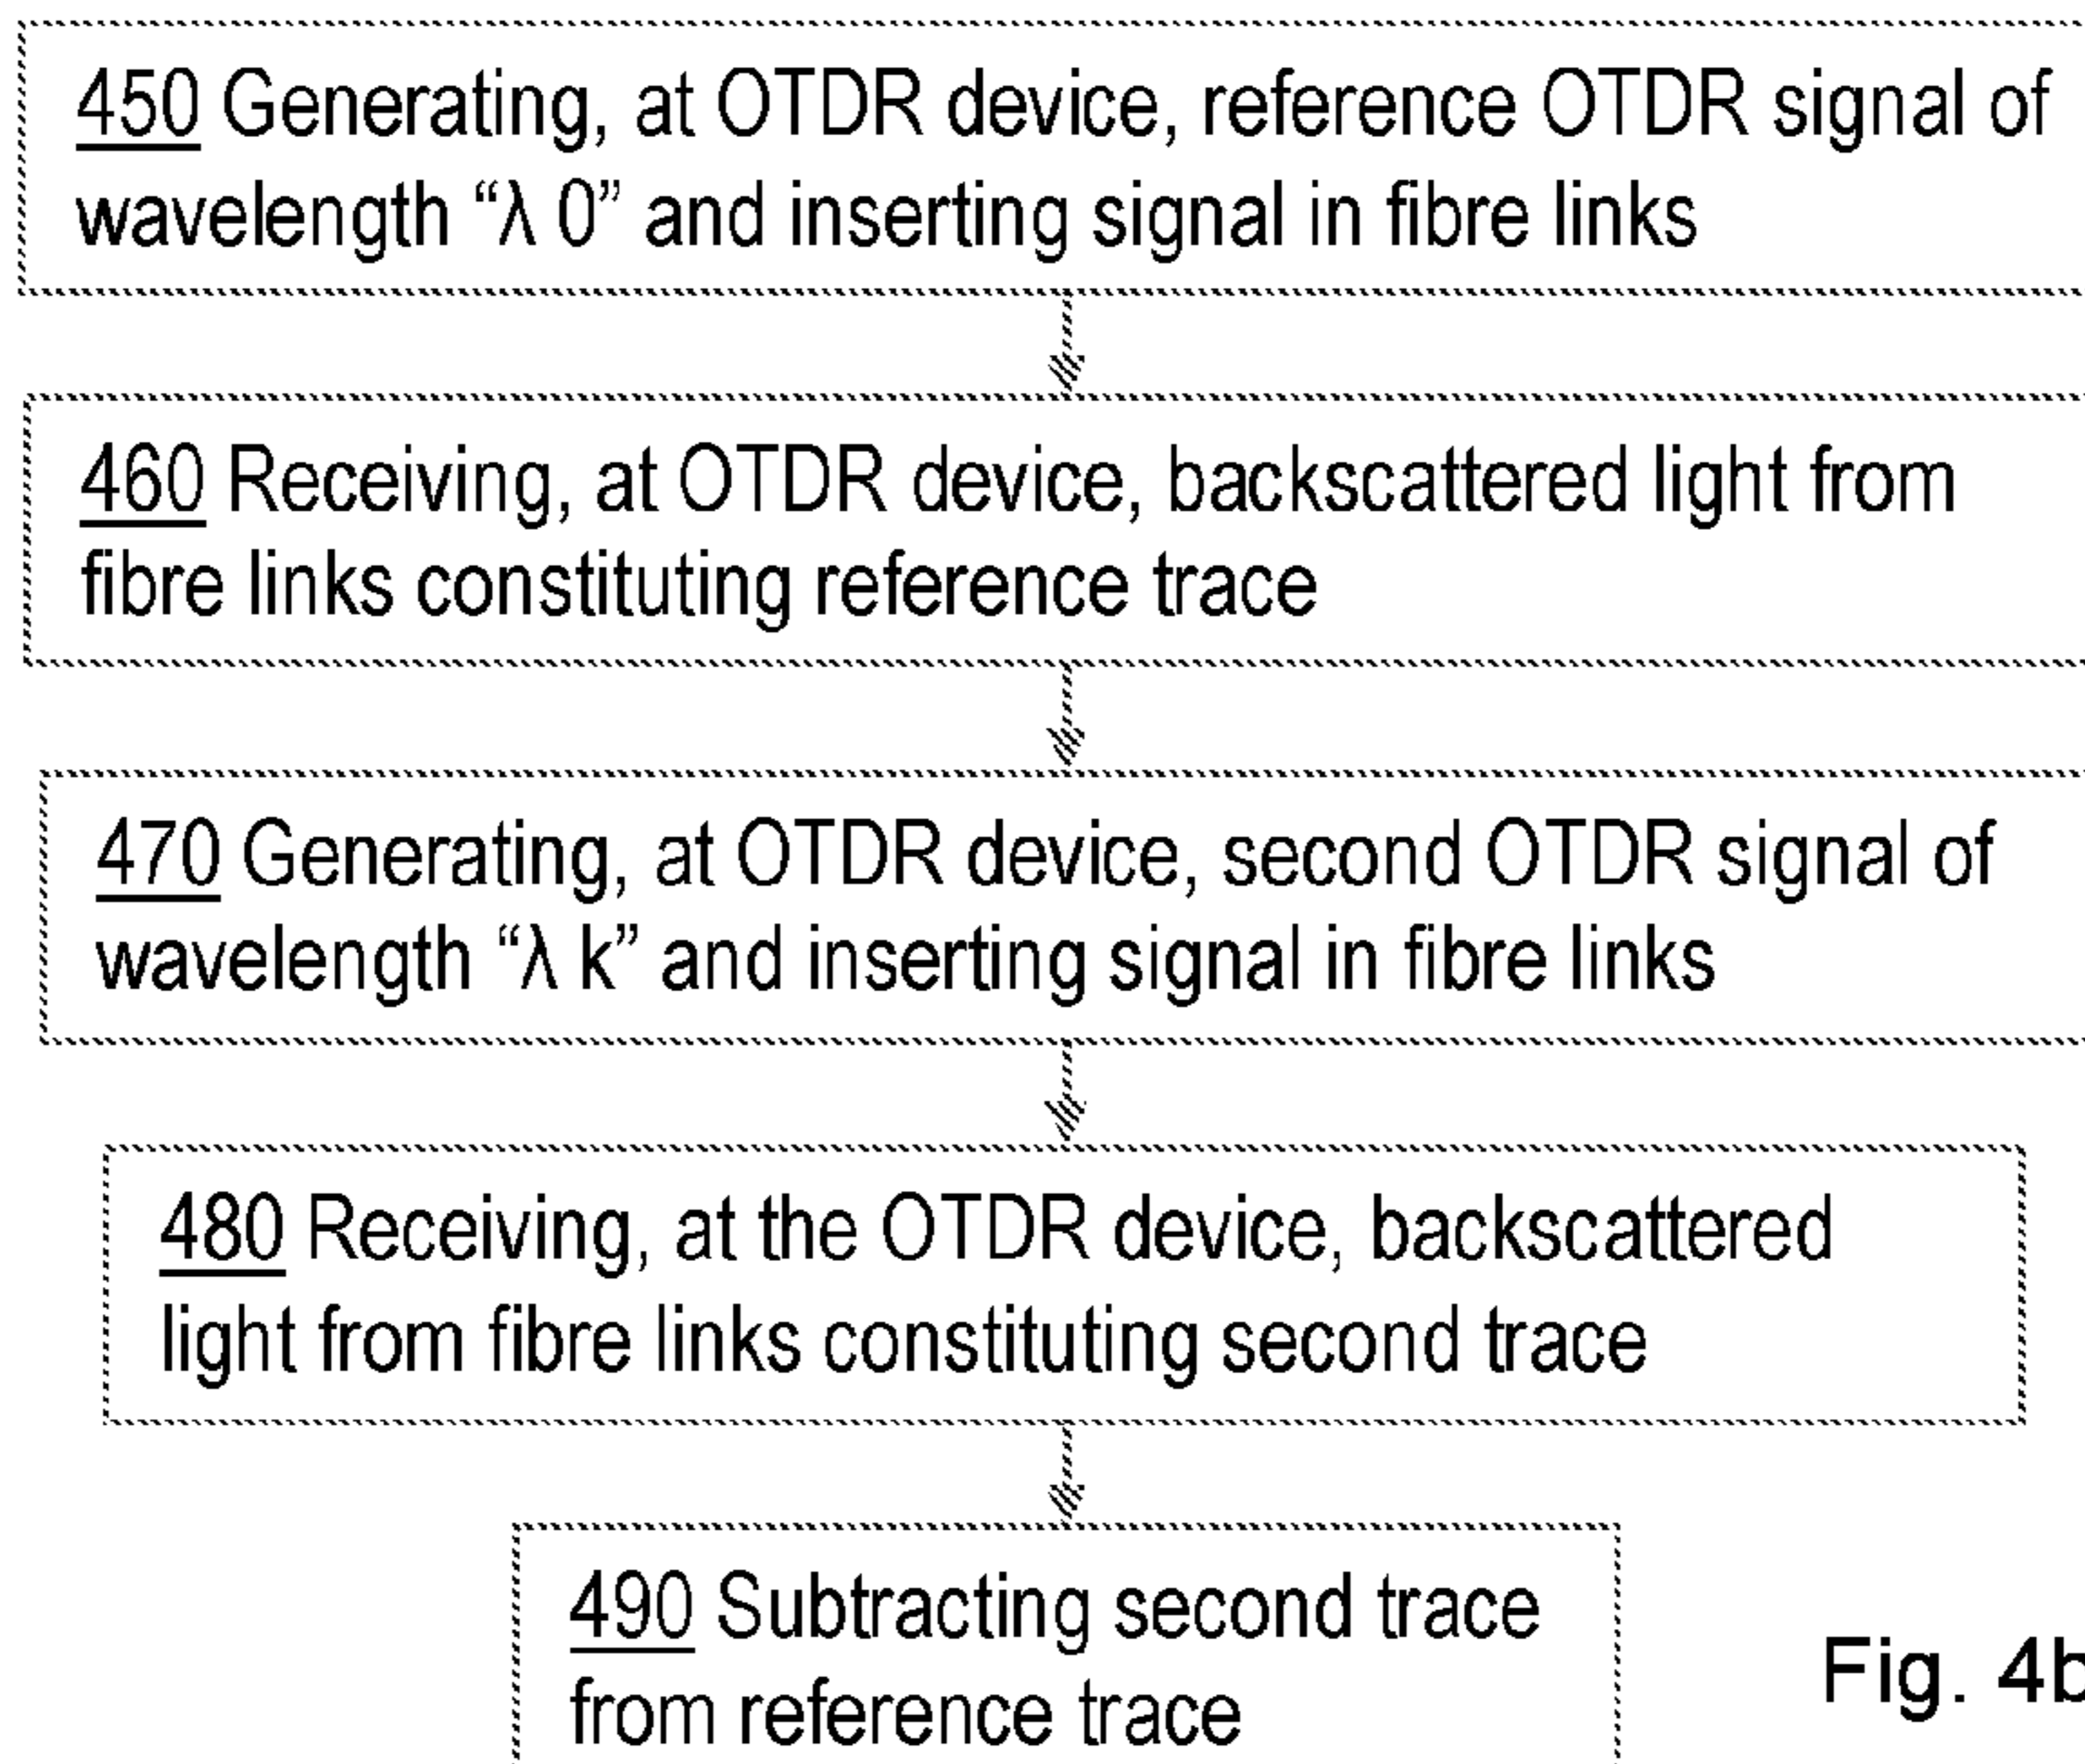 450 Generating, at OTDR device, reference OTDR signal of
wavelength “λ 0” and inserting signal in fibre links
460 Receiving, at OTDR device, backscattered light from
fibre links constituting reference trace
470 Generating, at OTDR device, second OTDR signal of
wavelength “λ k” and inserting signal in fibre links
480 Receiving, at the OTDR device, backscattered
light from fibre links constituting second trace
490 Subtracting second trace
from reference trace
Fig. 4b